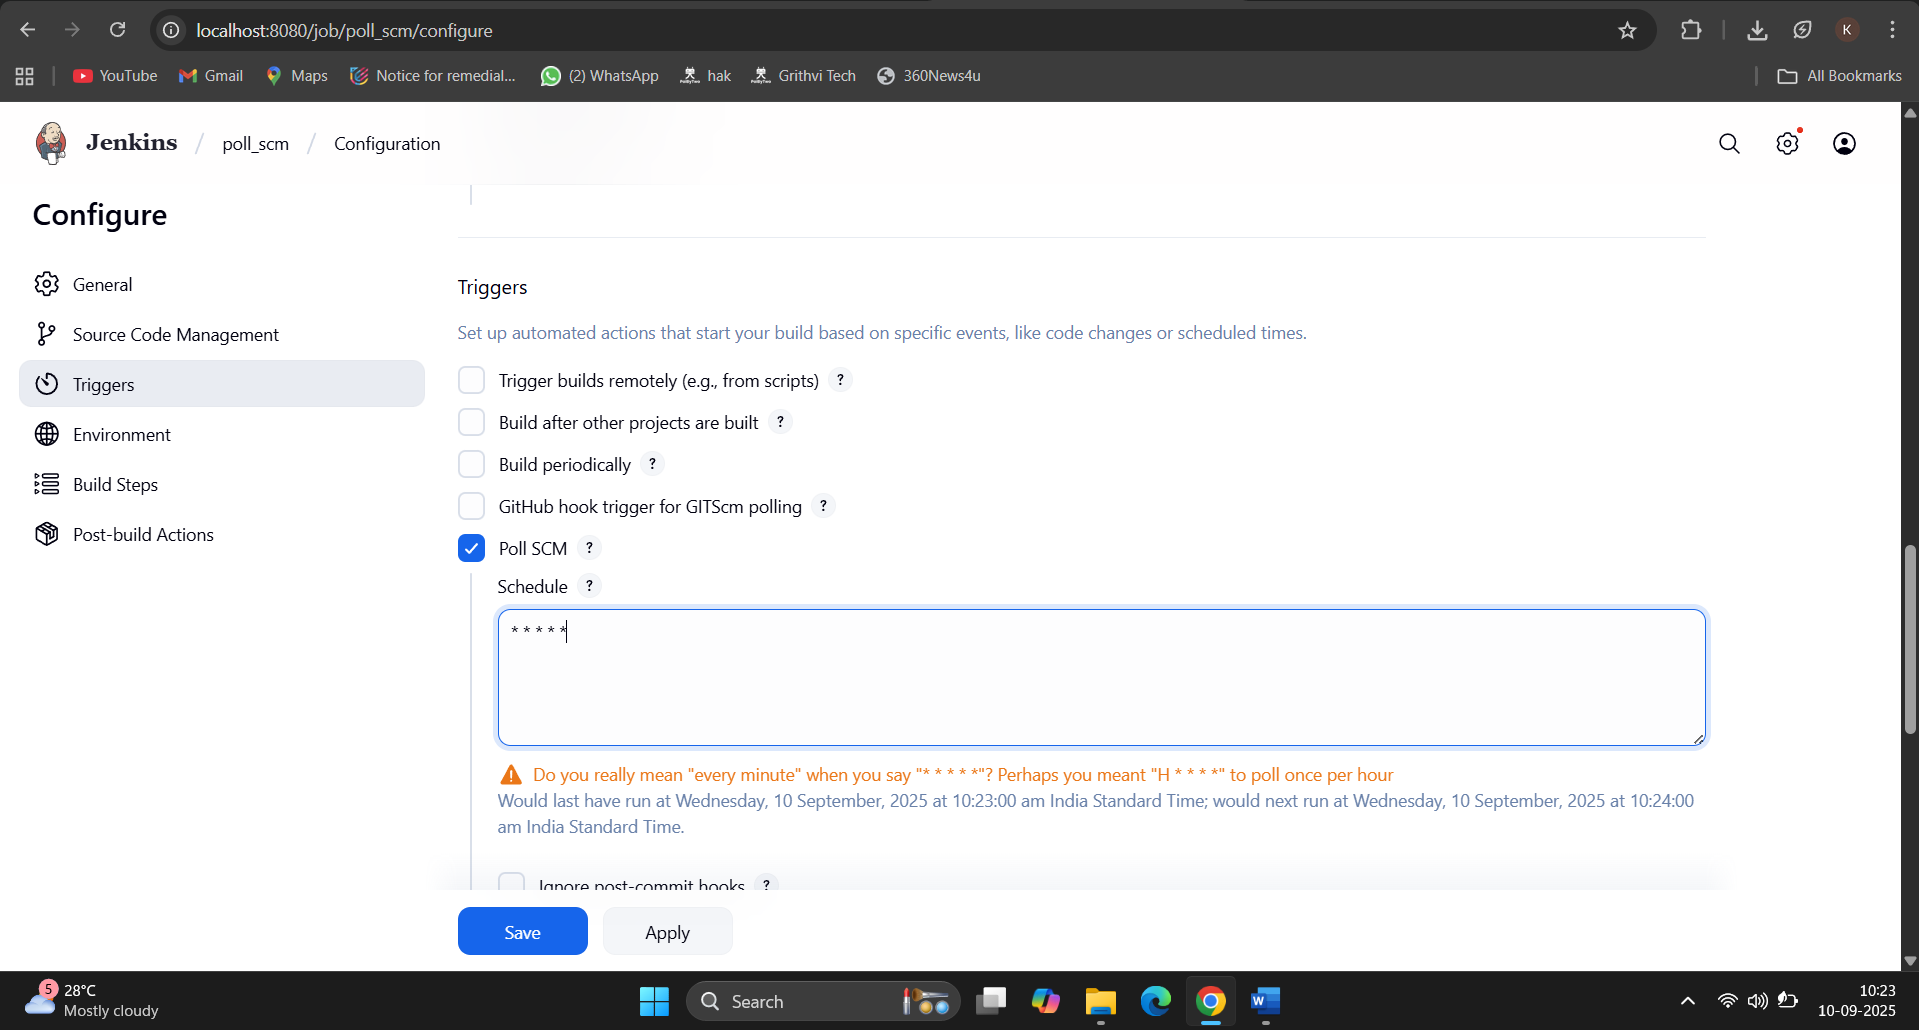 localhost:8080/job/poll_scm/configure
K
YouTube
Gmail
Maps
Notice for remedial...
(2) WhatsApp
hak
Grithvi Tech
360News4u
All Bookmarks
Jenkins / poll_scm / Configuration
Configure
General
Source Code Management
Triggers
Environment
Build Steps
Post-build Actions
Triggers
Set up automated actions that start your build based on specific events, like code changes or scheduled times.
Trigger builds remotely (e.g., from scripts) ?
Build after other projects are built ?
Build periodically ?
GitHub hook trigger for GITScm polling ?
Poll SCM ?
Schedule ?
* * * * *
Do you really mean "every minute" when you say "* * * * *"? Perhaps you meant "H * * * *" to poll once per hour
Would last have run at Wednesday, 10 September, 2025 at 10:23:00 am India Standard Time; would next run at Wednesday, 10 September, 2025 at 10:24:00
am India Standard Time.
Ignore post-commit hooks ?
Save
Apply
5
28°C
Mostly cloudy
Search
W
10:23
10-09-2025